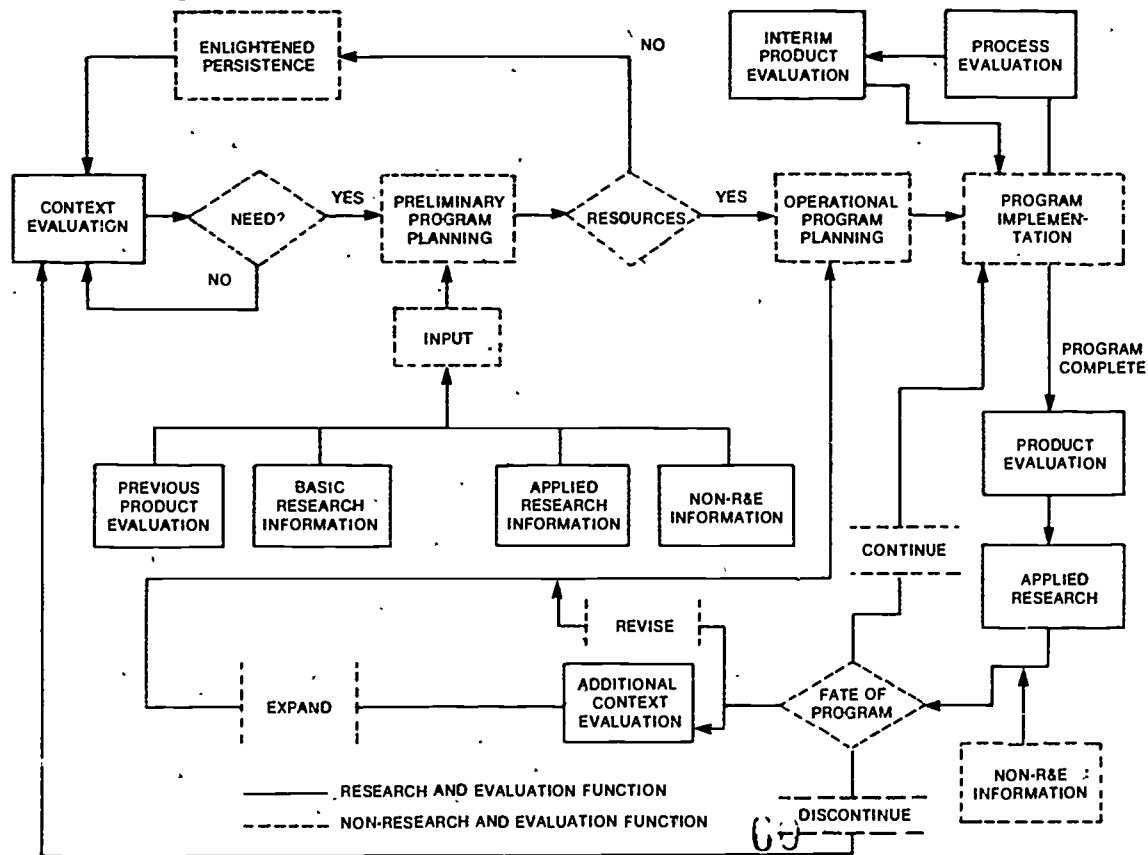 ENLIGHTENED
PERSISTENCE
NO
INTERIM
PRODUCT
EVALUATION
PROCESS
EVALUATION
CONTEXT
EVALUATION
NEED?
YES
PRELIMINARY
PROGRAM
PLANNING
RESOURCES
YES
OPERATIONAL
PROGRAM
PLANNING
PROGRAM
IMPLEMEN-
TATION
NO
INPUT
PROGRAM
COMPLETE
PREVIOUS
PRODUCT
EVALUATION
BASIC
RESEARCH
INFORMATION
APPLIED
RESEARCH
INFORMATION
NON-R&E
INFORMATION
PRODUCT
EVALUATION
CONTINUE
APPLIED
RESEARCH
REVISE
EXPAND
ADDITIONAL
CONTEXT
EVALUATION
FATE OF
PROGRAM
NON-R&E
INFORMATION
RESEARCH AND EVALUATION FUNCTION
NON-RESEARCH AND EVALUATION FUNCTION
DISCONTINUE